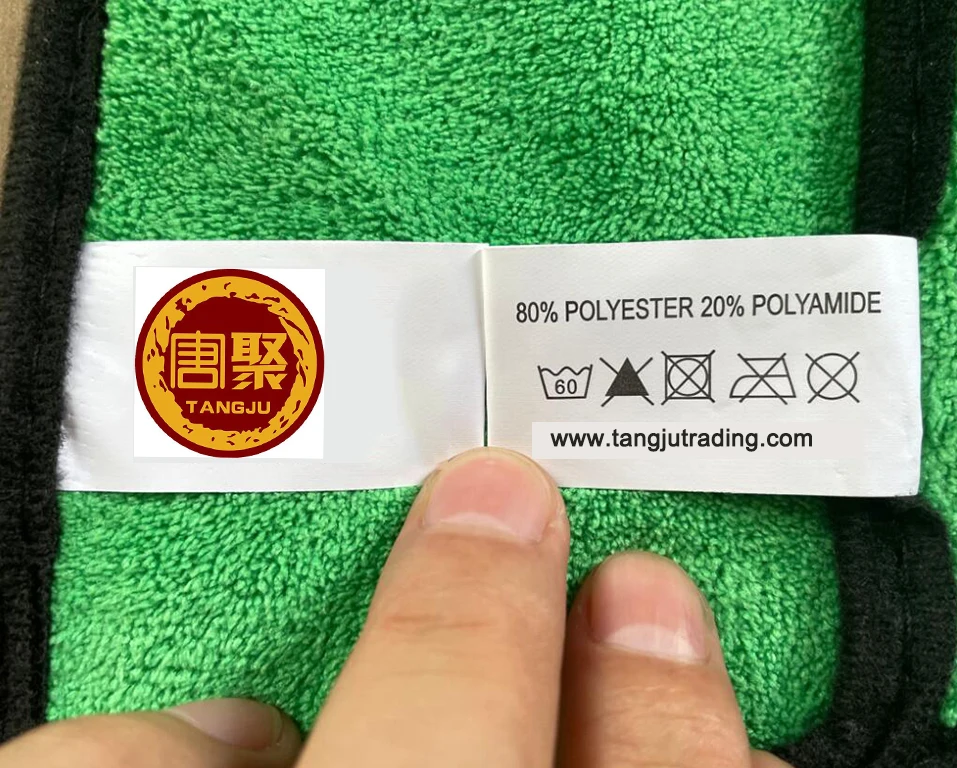 唐聚
TANGJU
80% POLYESTER 20% POLYAMIDE
60
www.tangjutrading.com